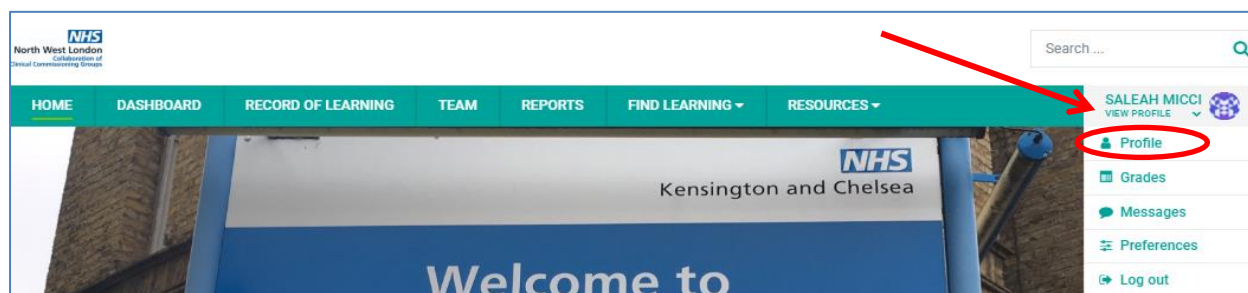 NHS
North West London
Collaboration of
Clinical Commissioning Groups
Search ...
HOME DASHBOARD RECORD OF LEARNING TEAM REPORTS FIND LEARNING RESOURCES
SALEAH MICCI
VIEW PROFILE
Profile
Grades
Messages
Preferences
Log out
NHS
Kensington and Chelsea
Welcome to